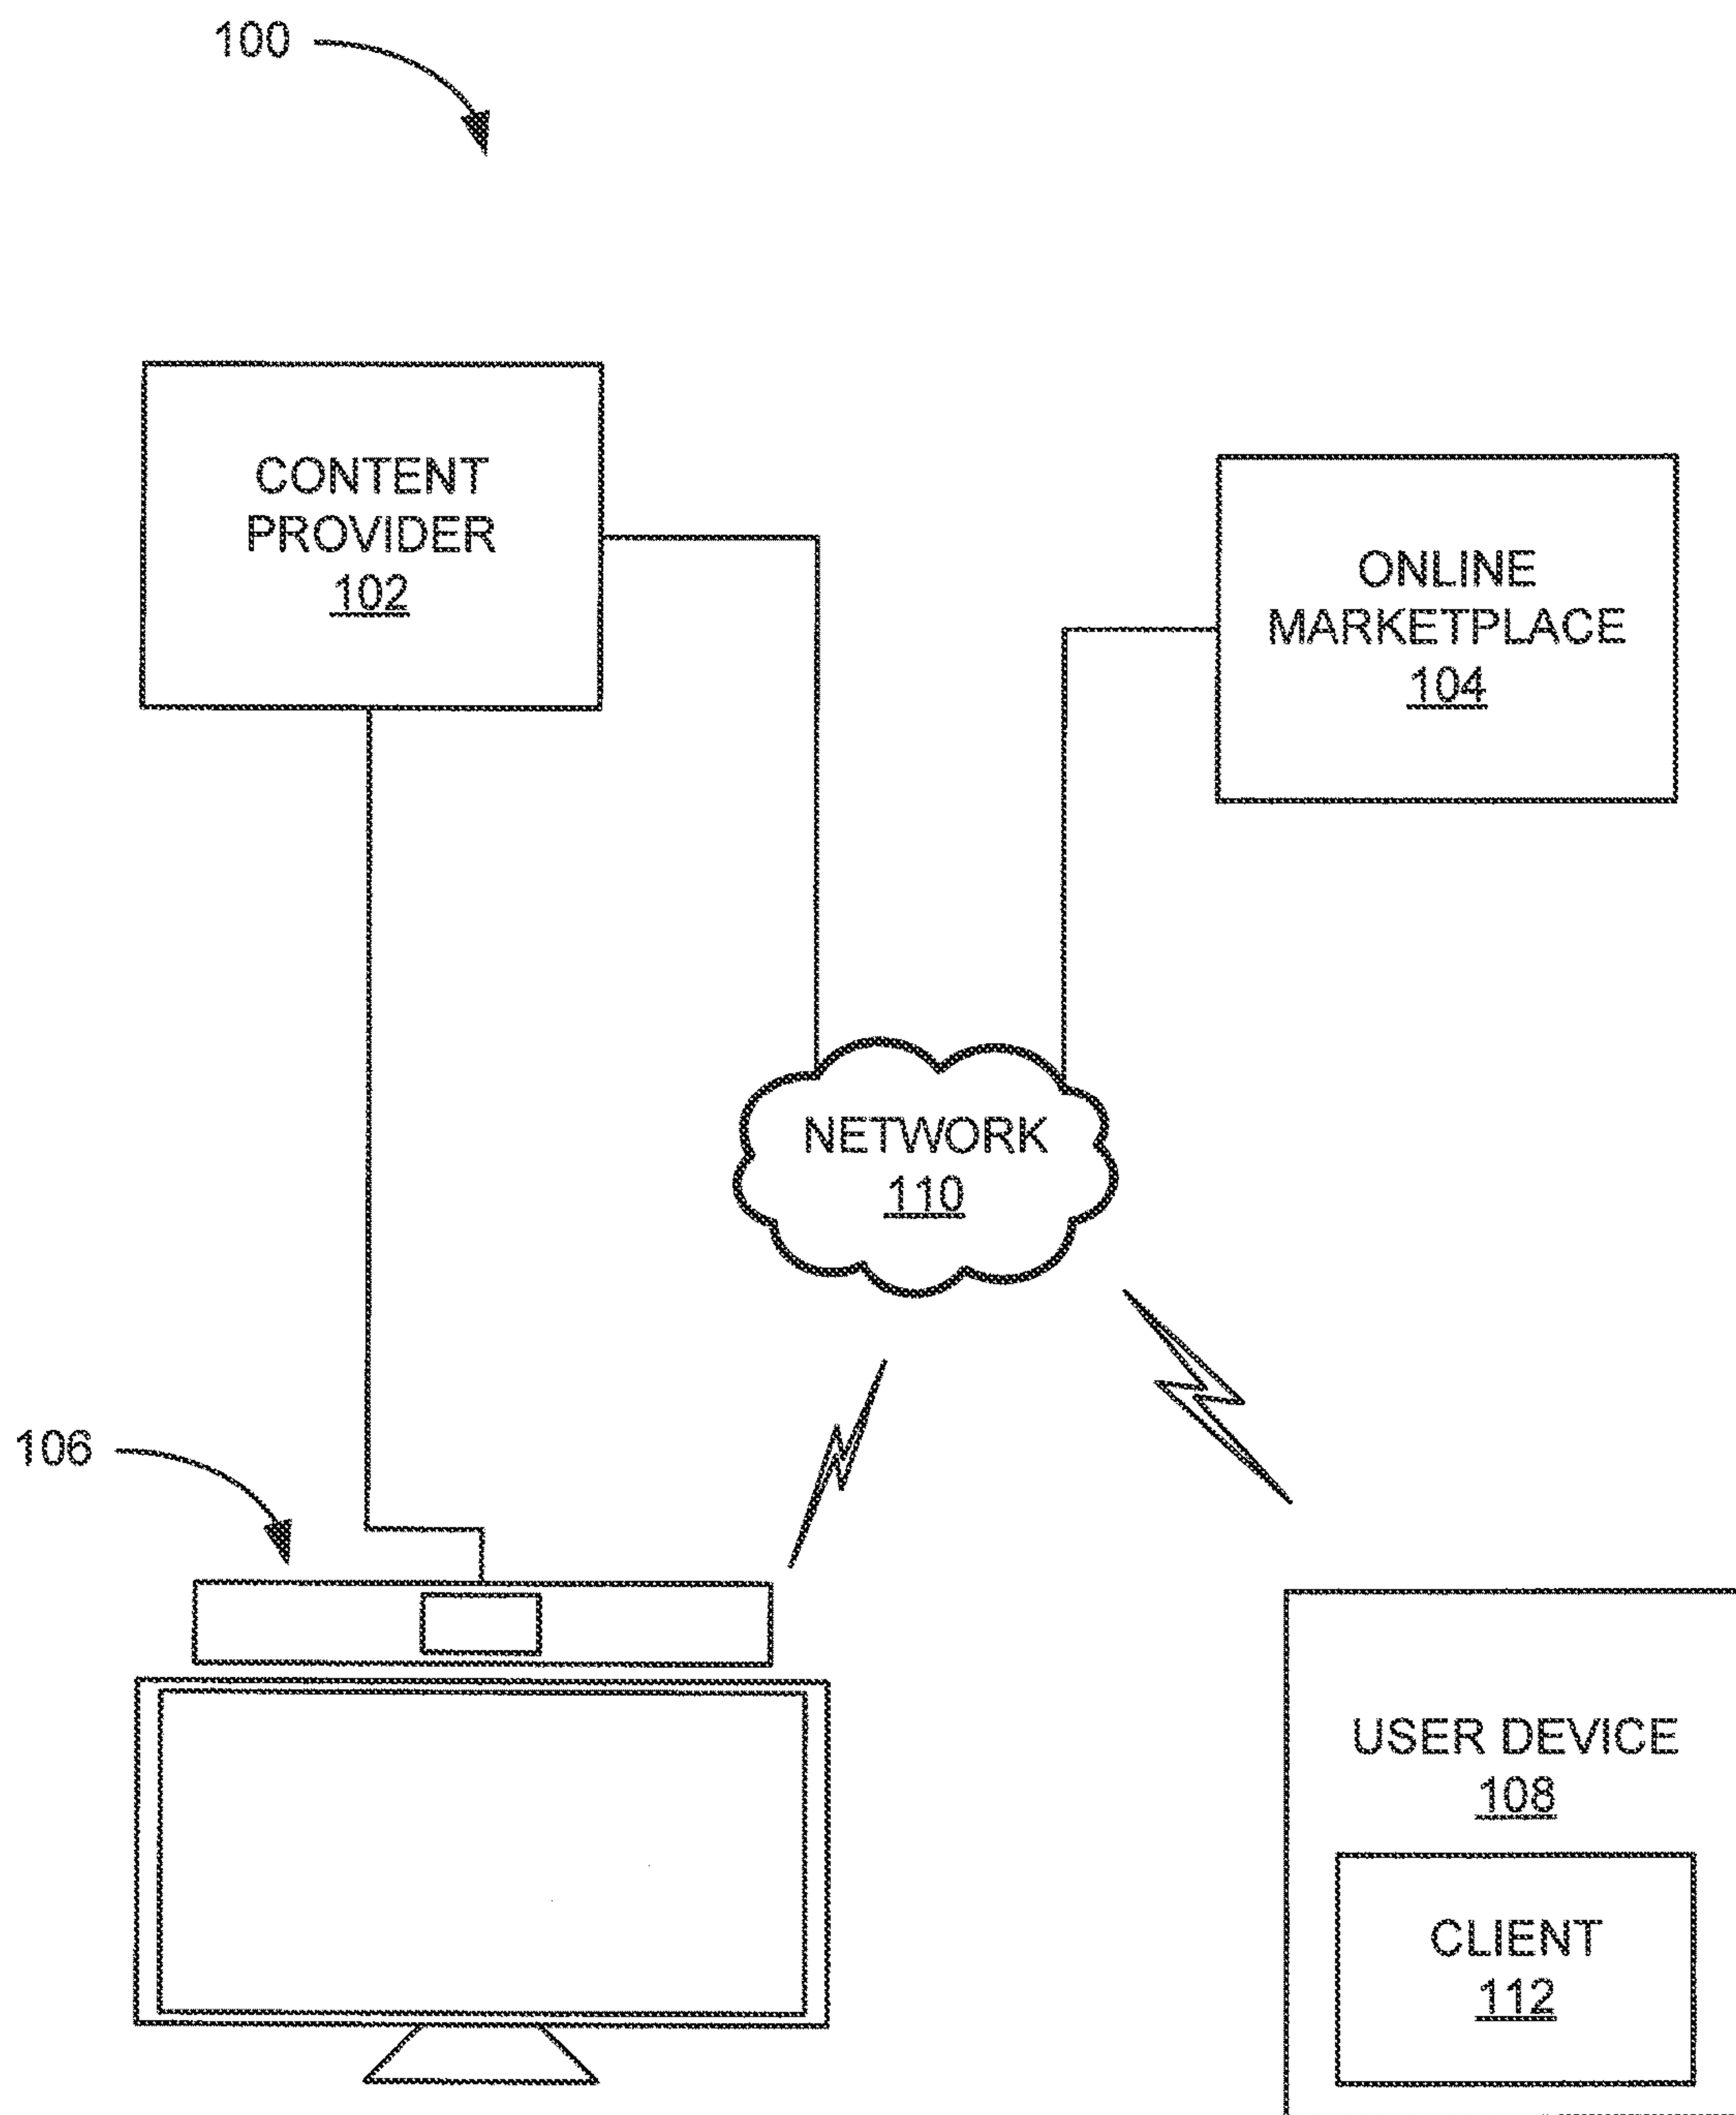 100
CONTENT
PROVIDER
102
ONLINE
MARKETPLACE
104
NETWORK
110
106
USER DEVICE
108
CLIENT
112